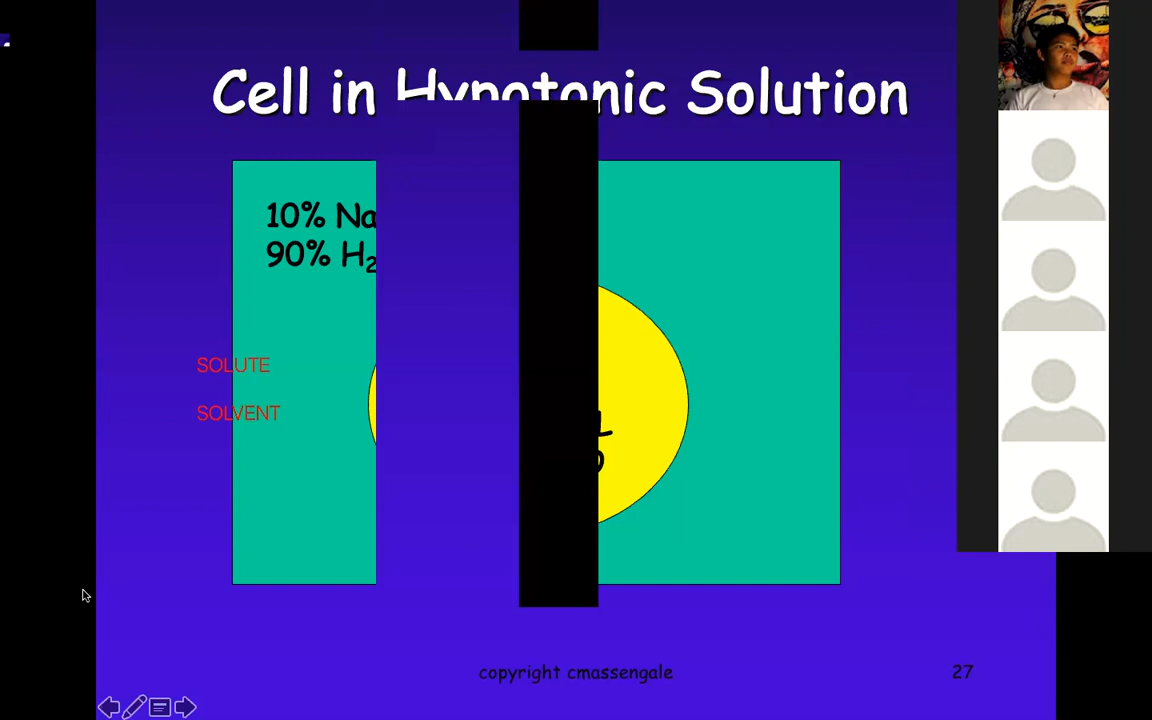 Cell in Hypotonic Solution
10% Na
90% H₂
SOLUTE
SOLVENT
copyright cmassengale
27